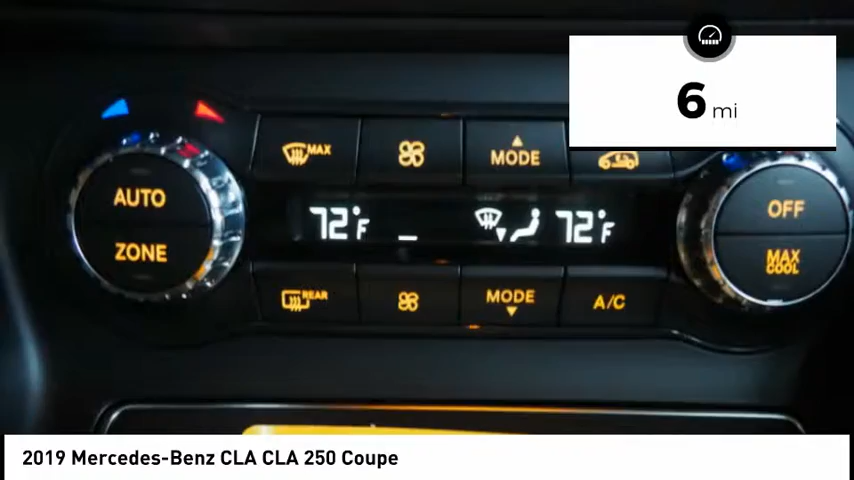 6 mi
MAX
MODE
AUTO
ZONE
72°F
72°F
OFF
MAX
COOL
REAR
MODE
A/C
2019 Mercedes-Benz CLA CLA 250 Coupe